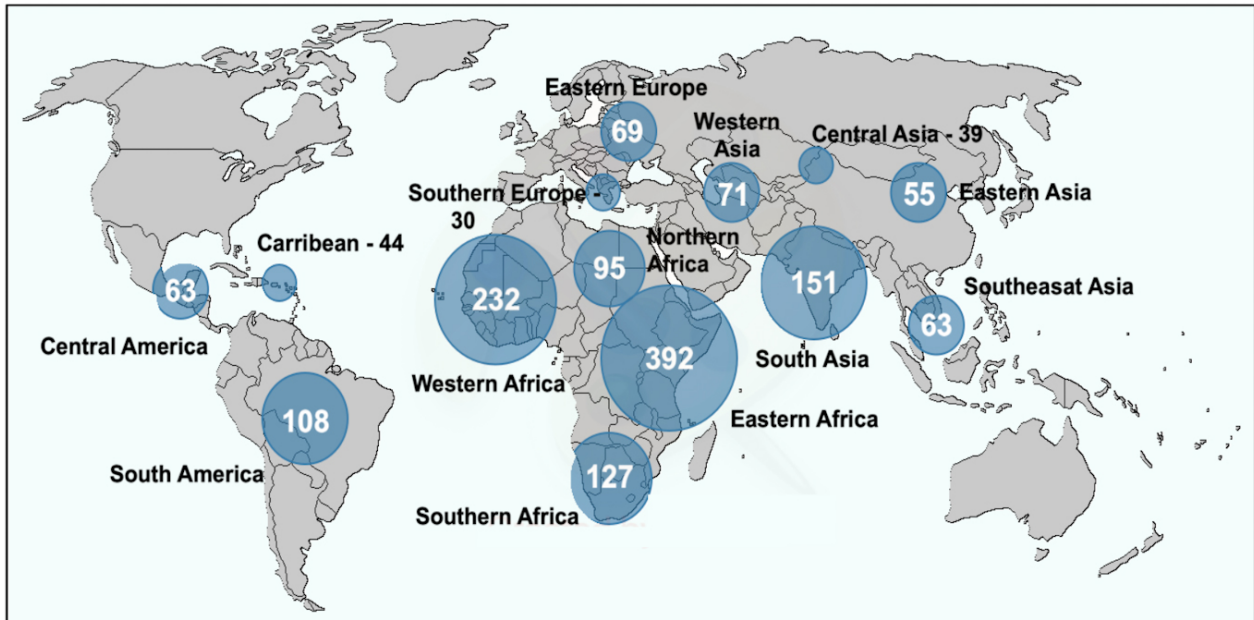 Eastern Europe
69
Western
Asia
71
Central Asia - 39
55
Eastern Asia
Southern Europe -
30
Carribean - 44
63
Central America
232
Western Africa
95
Northern
Africa
392
Eastern Africa
151
South Asia
Southeasat Asia
63
108
South America
127
Southern Africa